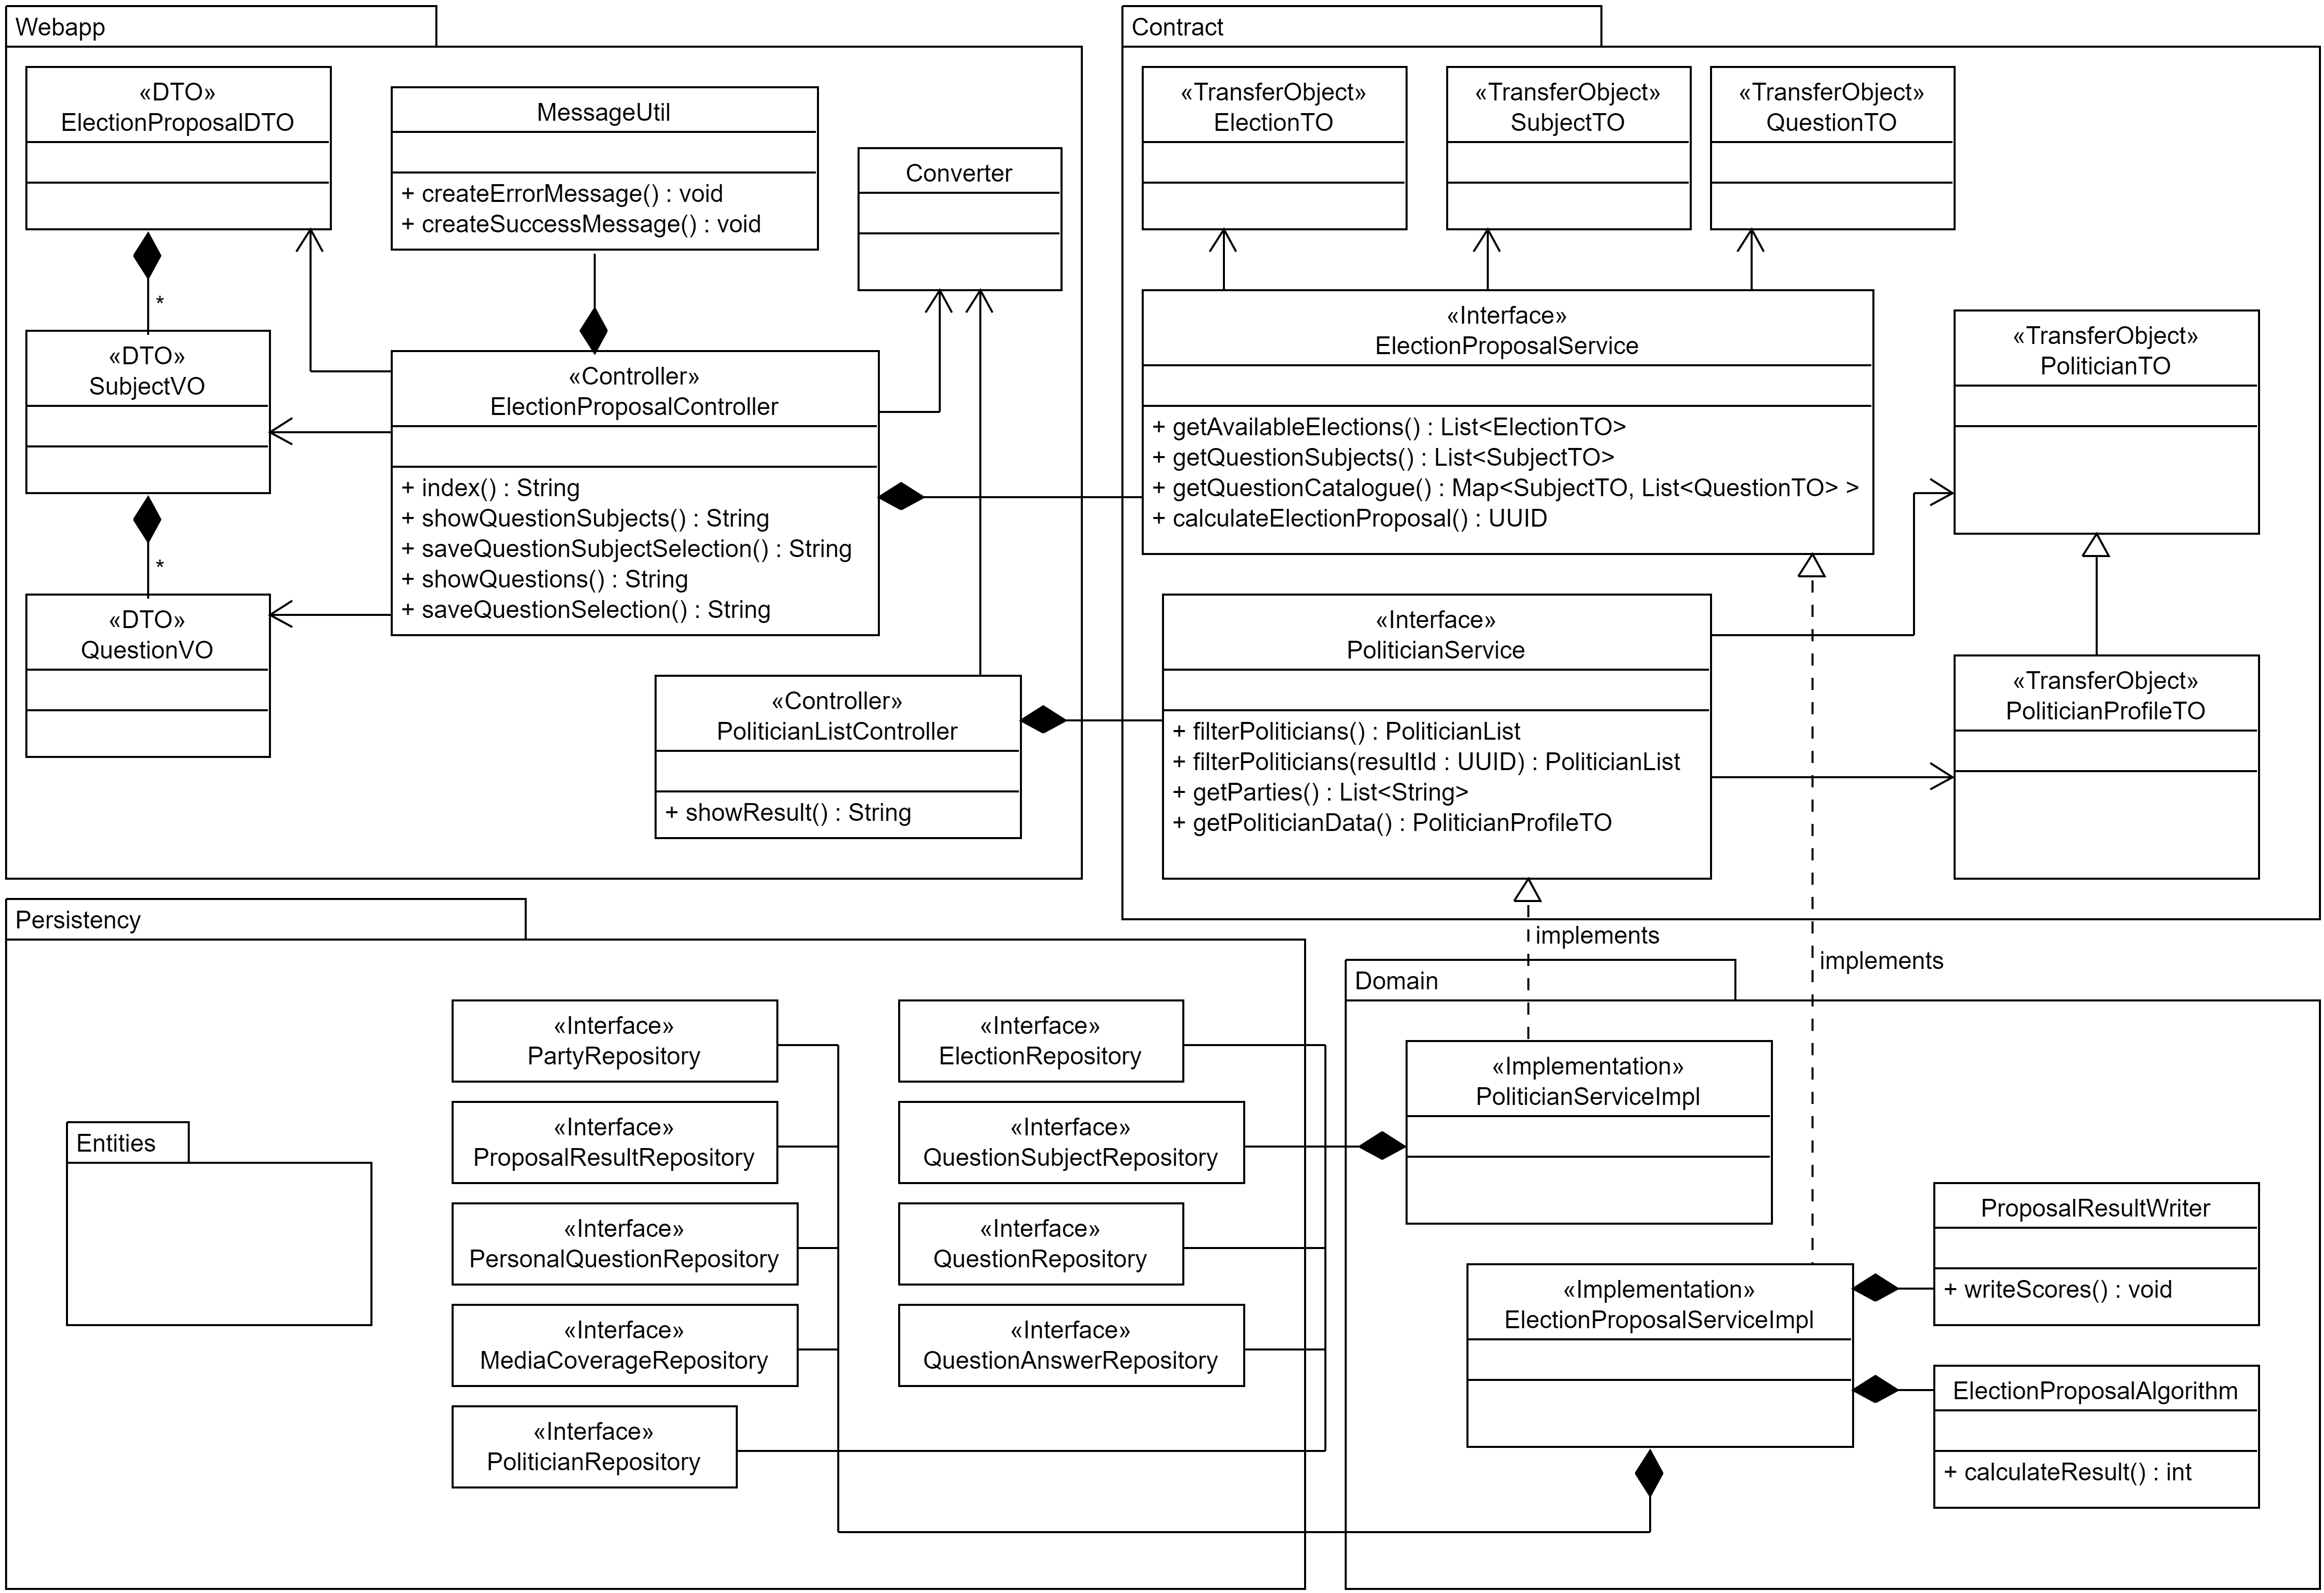 Webapp
«DTO»
ElectionProposalDTO
MessageUtil
+ createErrorMessage() : void
+ createSuccessMessage() : void
Converter
*
«DTO»
SubjectVO
«Controller»
ElectionProposalController
+ index() : String
+ showQuestionSubjects() : String
+ saveQuestionSubjectSelection() : String
+ showQuestions() : String
+ saveQuestionSelection() : String
*
«DTO»
QuestionVO
«Controller»
PoliticianListController
+ showResult() : String
Contract
«TransferObject»
ElectionTO
«TransferObject»
SubjectTO
«TransferObject»
QuestionTO
«Interface»
ElectionProposalService
+ getAvailableElections() : List<ElectionTO>
+ getQuestionSubjects() : List<SubjectTO>
+ getQuestionCatalogue() : Map<SubjectTO, List<QuestionTO> >
+ calculateElectionProposal() : UUID
«TransferObject»
PoliticianTO
«Interface»
PoliticianService
+ filterPoliticians() : PoliticianList
+ filterPoliticians(resultId : UUID) : PoliticianList
+ getParties() : List<String>
+ getPoliticianData() : PoliticianProfileTO
«TransferObject»
PoliticianProfileTO
implements
implements
Persistency
Entities
«Interface»
PartyRepository
«Interface»
ProposalResultRepository
«Interface»
PersonalQuestionRepository
«Interface»
MediaCoverageRepository
«Interface»
PoliticianRepository
«Interface»
ElectionRepository
«Interface»
QuestionSubjectRepository
«Interface»
QuestionRepository
«Interface»
QuestionAnswerRepository
Domain
«Implementation»
PoliticianServiceImpl
«Implementation»
ElectionProposalServiceImpl
ProposalResultWriter
+ writeScores() : void
ElectionProposalAlgorithm
+ calculateResult() : int